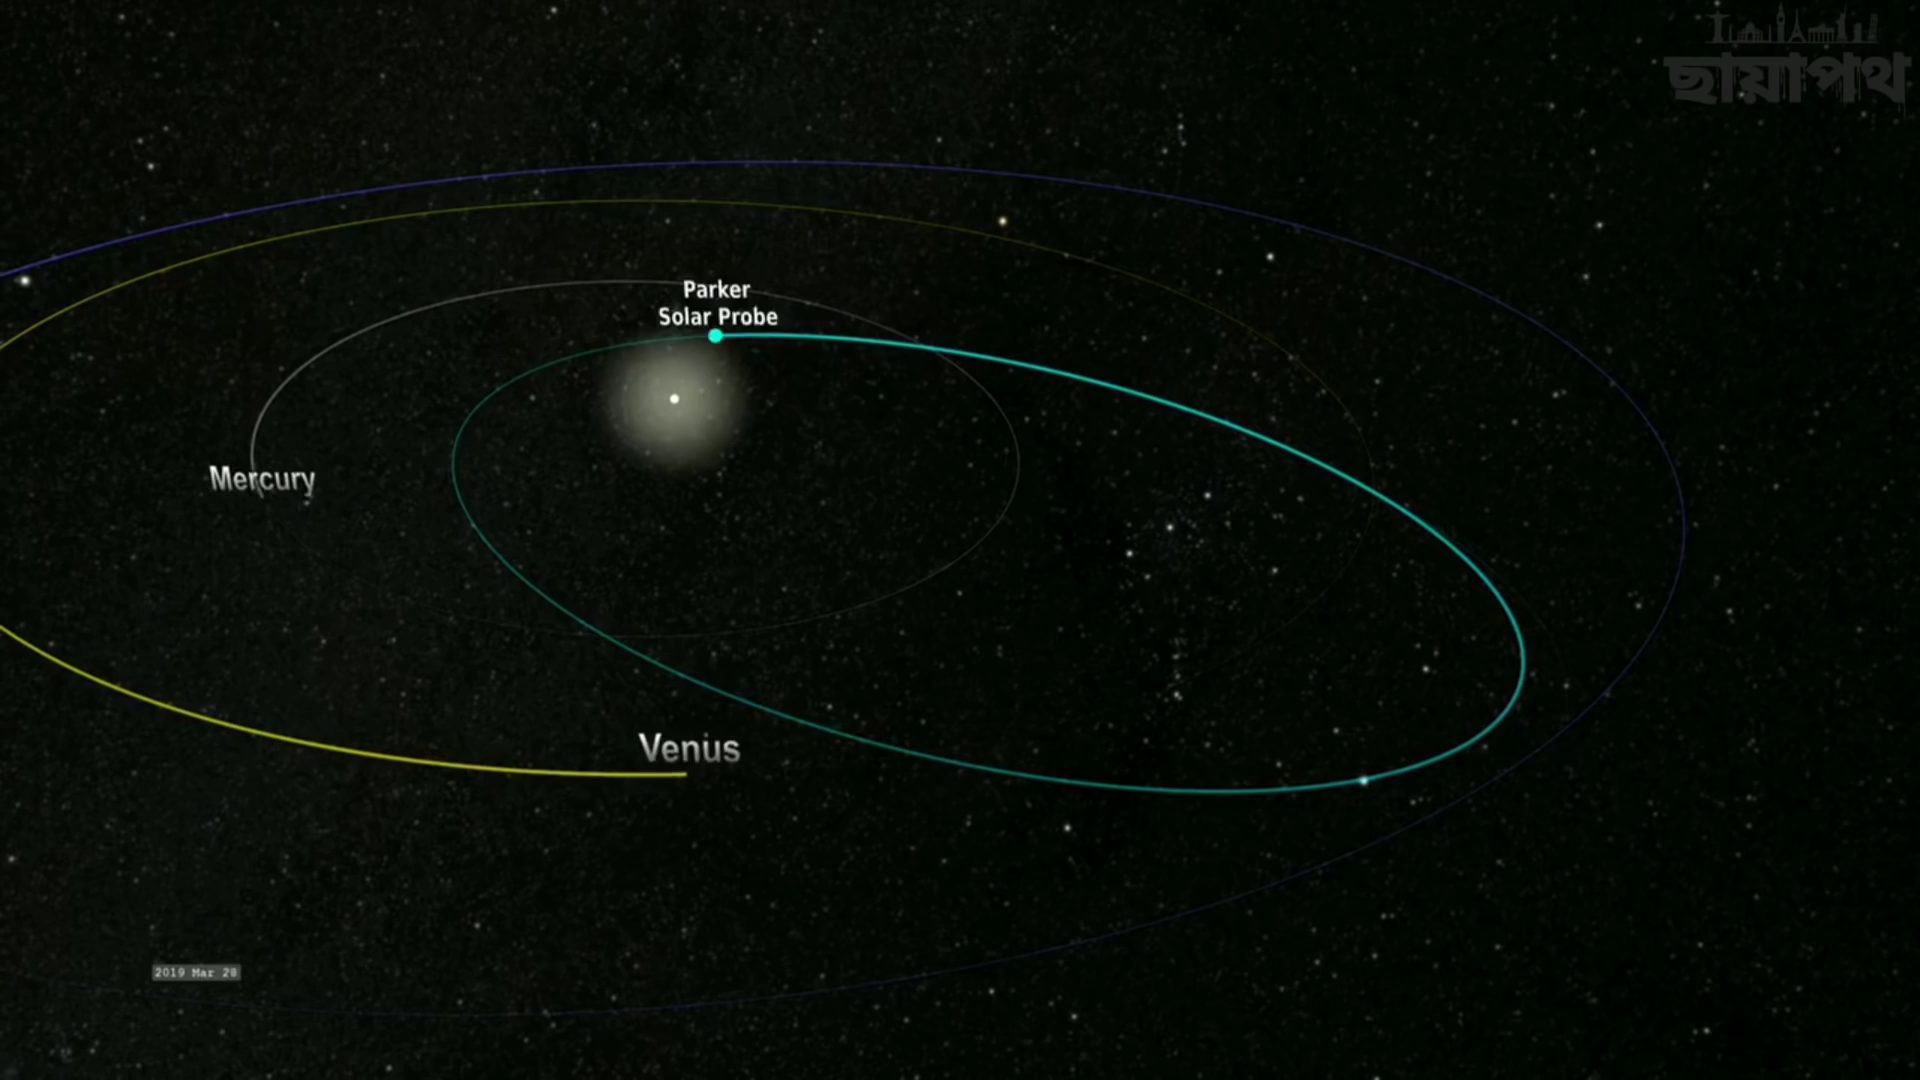 ছায়াপথ
Parker
Solar Probe
Mercury
Venus
2019 Mar 28